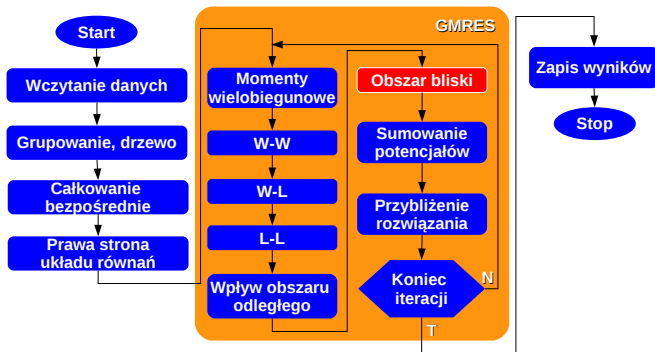 Start
Wczytanie danych
Grupowanie, drzewo
Całkowanie
bezpośrednie
Prawa strona
układu równań
GMRES
Momenty
wielobiegunowe
W-W
W-L
L-L
Wpływ obszaru
odległego
Obszar bliski
Sumowanie
potencjałów
Przybliżenie
rozwiązania
Koniec
iteracji
N
T
Zapis wyników
Stop